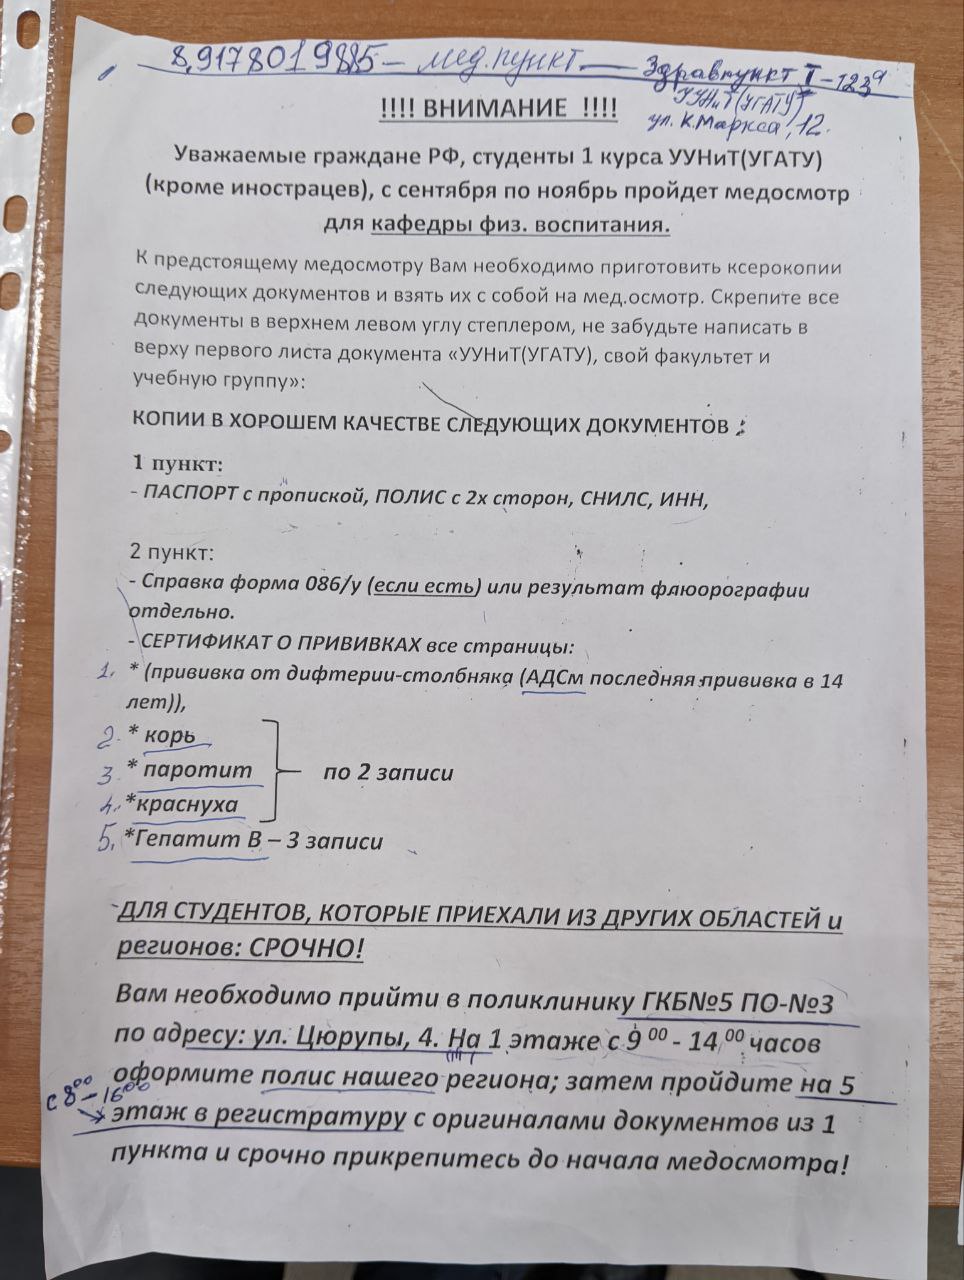 8.9178019885 – мед.пункт — Здравпункт I – 123ᵃ
УУНиТ(УГАТУ)
ул. К.Маркса, 12.
!!!! ВНИМАНИЕ !!!!
Уважаемые граждане РФ, студенты 1 курса УУНиТ(УГАТУ)
(кроме инострацев), с сентября по ноябрь пройдет медосмотр
для кафедры физ. воспитания.
К предстоящему медосмотру Вам необходимо приготовить ксерокопии
следующих документов и взять их с собой на мед.осмотр. Скрепите все
документы в верхнем левом углу степлером, не забудьте написать в
верху первого листа документа «УУНиТ(УГАТУ), свой факультет и
учебную группу»:
КОПИИ В ХОРОШЕМ КАЧЕСТВЕ СЛЕДУЮЩИХ ДОКУМЕНТОВ :
1 пункт:
- ПАСПОРТ с пропиской, ПОЛИС с 2х сторон, СНИЛС, ИНН,
2 пункт:
- Справка форма 086/у (если есть) или результат флюорографии
отдельно.
- СЕРТИФИКАТ О ПРИВИВКАХ все страницы:
1. * (прививка от дифтерии-столбняка (АДСм последняя прививка в 14
лет)),
2. * корь
3. * паротит по 2 записи
4. *краснуха
5. *Гепатит В – 3 записи
ДЛЯ СТУДЕНТОВ, КОТОРЫЕ ПРИЕХАЛИ ИЗ ДРУГИХ ОБЛАСТЕЙ и
регионов: СРОЧНО!
Вам необходимо прийти в поликлинику ГКБ№5 ПО-№3
по адресу: ул. Цюрупы, 4. На 1 этаже с 9 00 - 14 00 часов
оформите полис нашего региона; затем пройдите на 5
с 8⁰⁰ – 16⁰⁰
этаж в регистратуру с оригиналами документов из 1
пункта и срочно прикрепитесь до начала медосмотра!